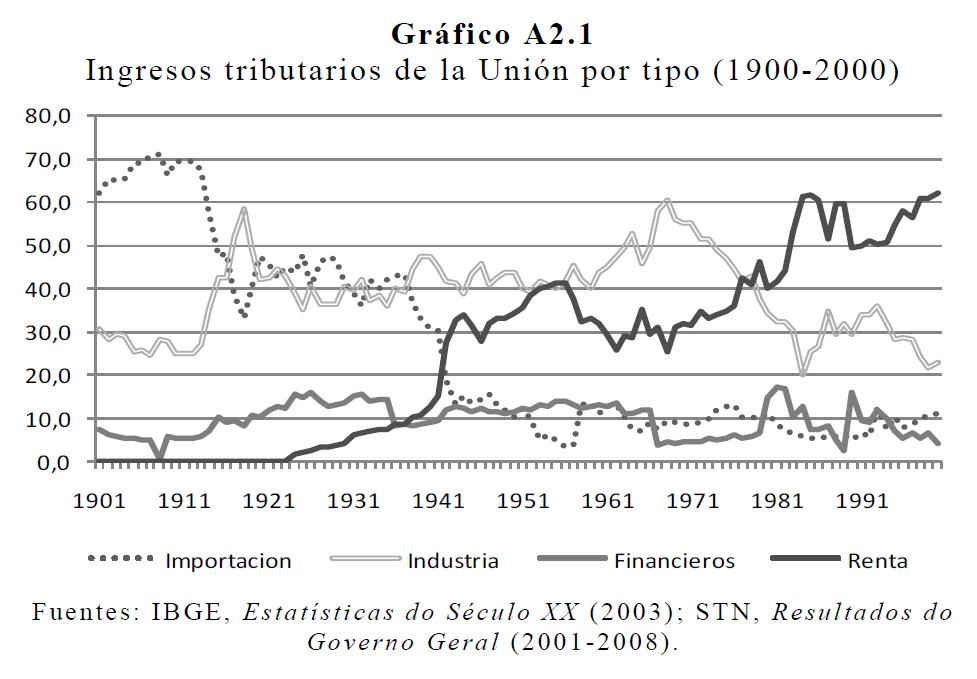 Gráfico A2.1
Ingresos tributarios de la Unión por tipo (1900-2000)
80,0
70,0
60,0
50,0
40,0
30,0
20,0
10,0
0,0
1901 1911 1921 1931 1941 1951 1961 1971 1981 1991
Importacion Industria Financieros Renta
Fuentes: IBGE, Estatísticas do Século XX (2003); STN, Resultados do
Governo Geral (2001-2008).